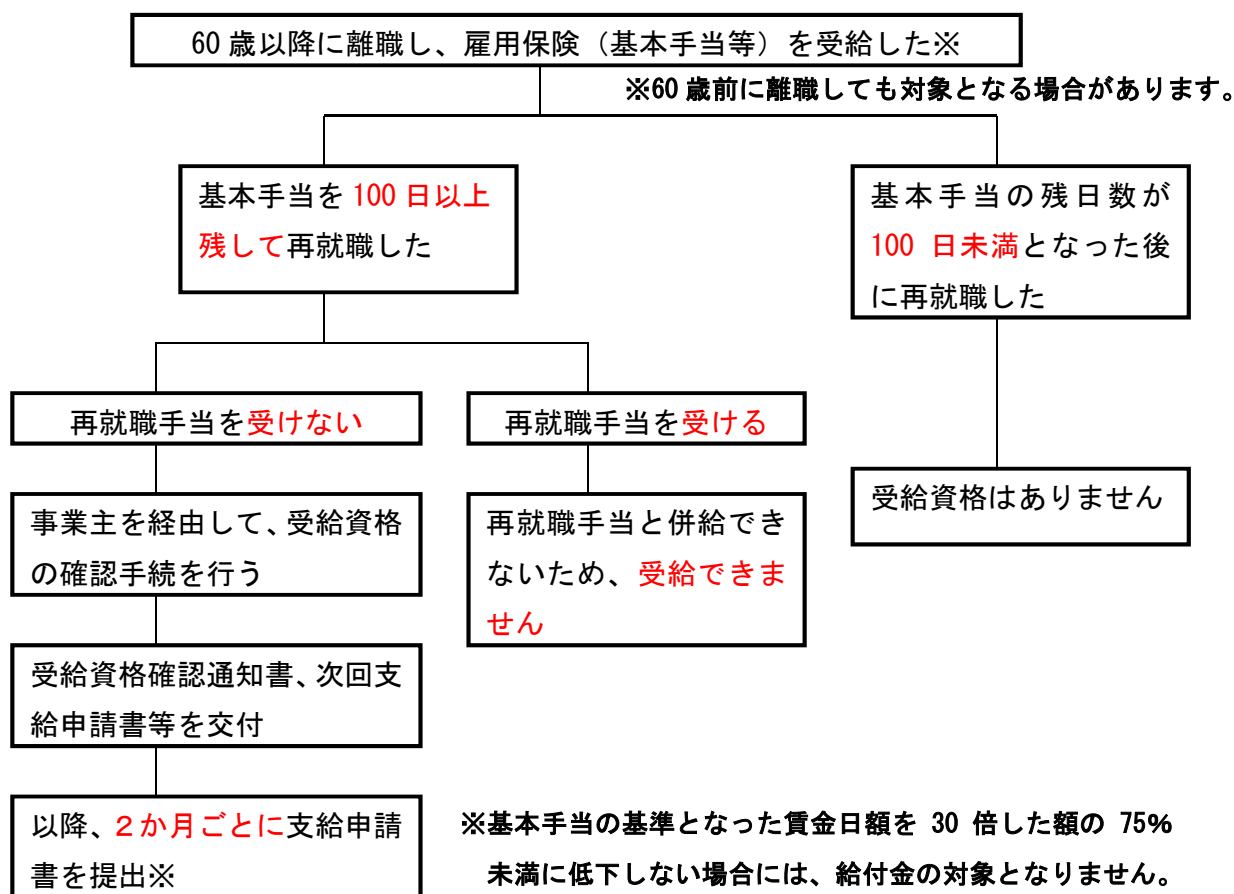 60歳以降に離職し、雇用保険（基本手当等）を受給した※
※60歳前に離職しても対象となる場合があります。
基本手当を100日以上
残して再就職した
基本手当の残日数が
100日未満となった後
に再就職した
再就職手当を受けない
再就職手当を受ける
事業主を経由して、受給資格
の確認手続を行う
再就職手当と併給でき
ないため、受給できま
せん
受給資格はありません
受給資格確認通知書、次回支
給申請書等を交付
以降、２か月ごとに支給申請
書を提出※
※基本手当の基準となった賃金日額を 30 倍した額の 75%
未満に低下しない場合には、給付金の対象となりません。